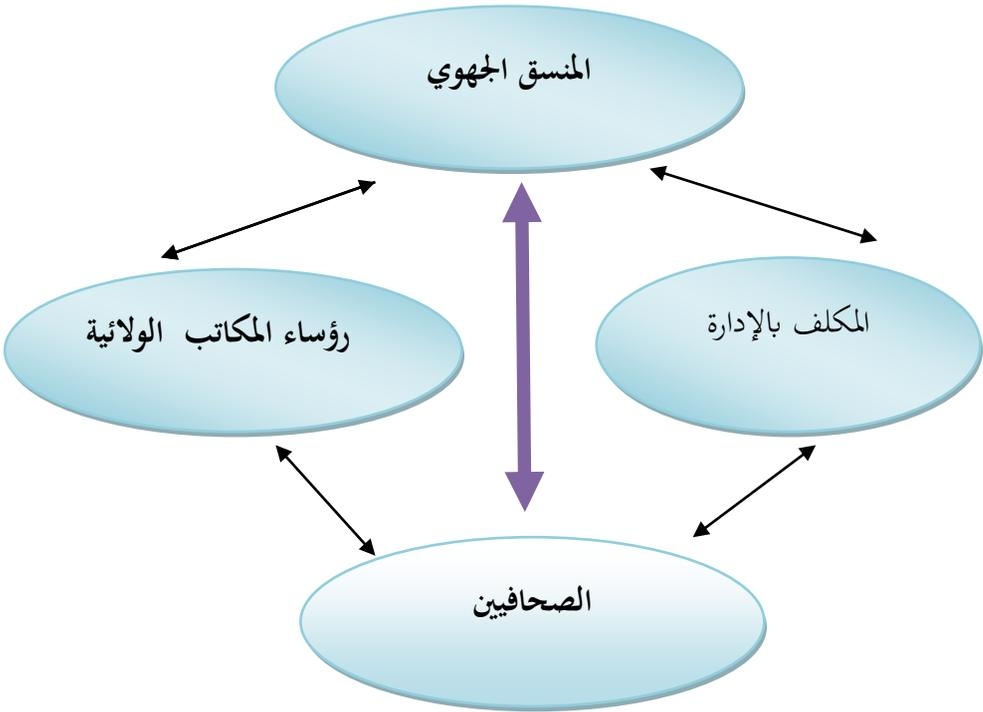 المنسق الجهوي
المكلف بالإدارة
رؤساء المكاتب الولائية
الصحافيين